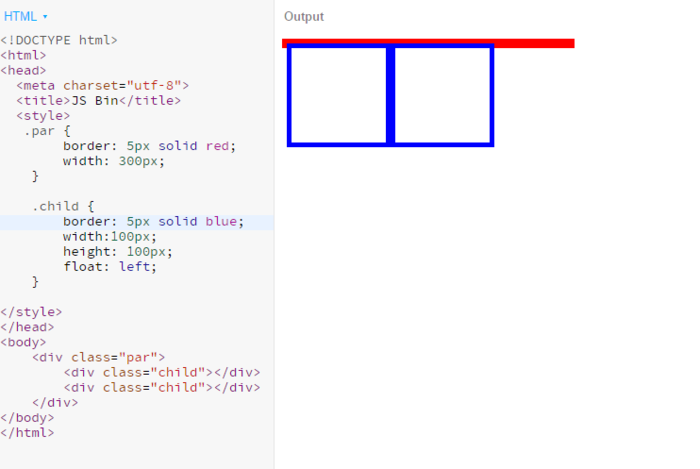 HTML ▾
Output
<!DOCTYPE html>
<html>
<head>
  <meta charset="utf-8">
  <title>JS Bin</title>
  <style>
   .par {
        border: 5px solid red;
        width: 300px;
    }

    .child {
        border: 5px solid blue;
        width:100px;
        height: 100px;
        float: left;
    }

</style>
</head>
<body>
    <div class="par">
        <div class="child"></div>
        <div class="child"></div>
    </div>
</body>
</html>